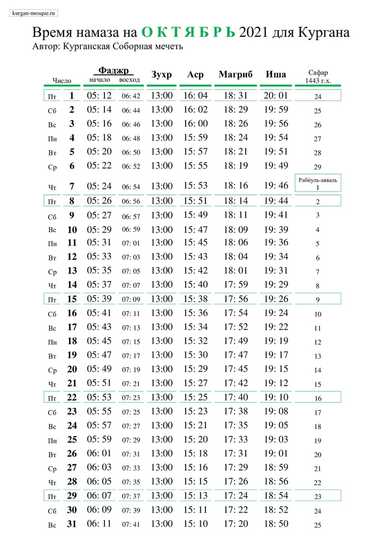 kurgan-mosque.ru
Время намаза на ОКТЯБРЬ 2021 для Кургана
Автор: Курганская Соборная мечеть
Число Фаджр Зухр Аср Магриб Иша Сафар
начало восход 1443 г.х.
Пт 1 05: 12 06: 42 13:00 16: 04 18: 31 20: 01 24
Сб 2 05: 14 06: 44 13:00 16: 02 18: 29 19: 59 25
Вс 3 05: 16 06: 46 13:00 16: 00 18: 26 19: 56 26
Пн 4 05: 18 06: 48 13:00 15: 59 18: 24 19: 54 27
Вт 5 05: 20 06: 50 13:00 15: 57 18: 21 19: 51 28
Ср 6 05: 22 06: 52 13:00 15: 55 18: 19 19: 49 29
Чт 7 05: 24 06: 54 13:00 15: 53 18: 16 19: 46 Рабиуль-авваль 1
Пт 8 05: 26 06: 56 13:00 15: 51 18: 14 19: 44 2
Сб 9 05: 27 06: 57 13:00 15: 49 18: 11 19: 41 3
Вс 10 05: 29 06: 59 13:00 15: 47 18: 09 19: 39 4
Пн 11 05: 31 07: 01 13:00 15: 45 18: 06 19: 36 5
Вт 12 05: 33 07: 03 13:00 15: 43 18: 04 19: 34 6
Ср 13 05: 35 07: 05 13:00 15: 42 18: 01 19: 31 7
Чт 14 05: 37 07: 07 13:00 15: 40 17: 59 19: 29 8
Пт 15 05: 39 07: 09 13:00 15: 38 17: 56 19: 26 9
Сб 16 05: 41 07: 11 13:00 15: 36 17: 54 19: 24 10
Вс 17 05: 43 07: 13 13:00 15: 34 17: 52 19: 22 11
Пн 18 05: 45 07: 15 13:00 15: 32 17: 49 19: 19 12
Вт 19 05: 47 07: 17 13:00 15: 30 17: 47 19: 17 13
Ср 20 05: 49 07: 19 13:00 15: 29 17: 45 19: 15 14
Чт 21 05: 51 07: 21 13:00 15: 27 17: 42 19: 12 15
Пт 22 05: 53 07: 23 13:00 15: 25 17: 40 19: 10 16
Сб 23 05: 55 07: 25 13:00 15: 23 17: 38 19: 08 17
Вс 24 05: 57 07: 27 13:00 15: 21 17: 35 19: 05 18
Пн 25 05: 59 07: 29 13:00 15: 20 17: 33 19: 03 19
Вт 26 06: 01 07: 31 13:00 15: 18 17: 31 19: 01 20
Ср 27 06: 03 07: 33 13:00 15: 16 17: 29 18: 59 21
Чт 28 06: 05 07: 35 13:00 15: 15 17: 26 18: 56 22
Пт 29 06: 07 07: 37 13:00 15: 13 17: 24 18: 54 23
Сб 30 06: 09 07: 39 13:00 15: 11 17: 22 18: 52 24
Вс 31 06: 11 07: 41 13:00 15: 10 17: 20 18: 50 25